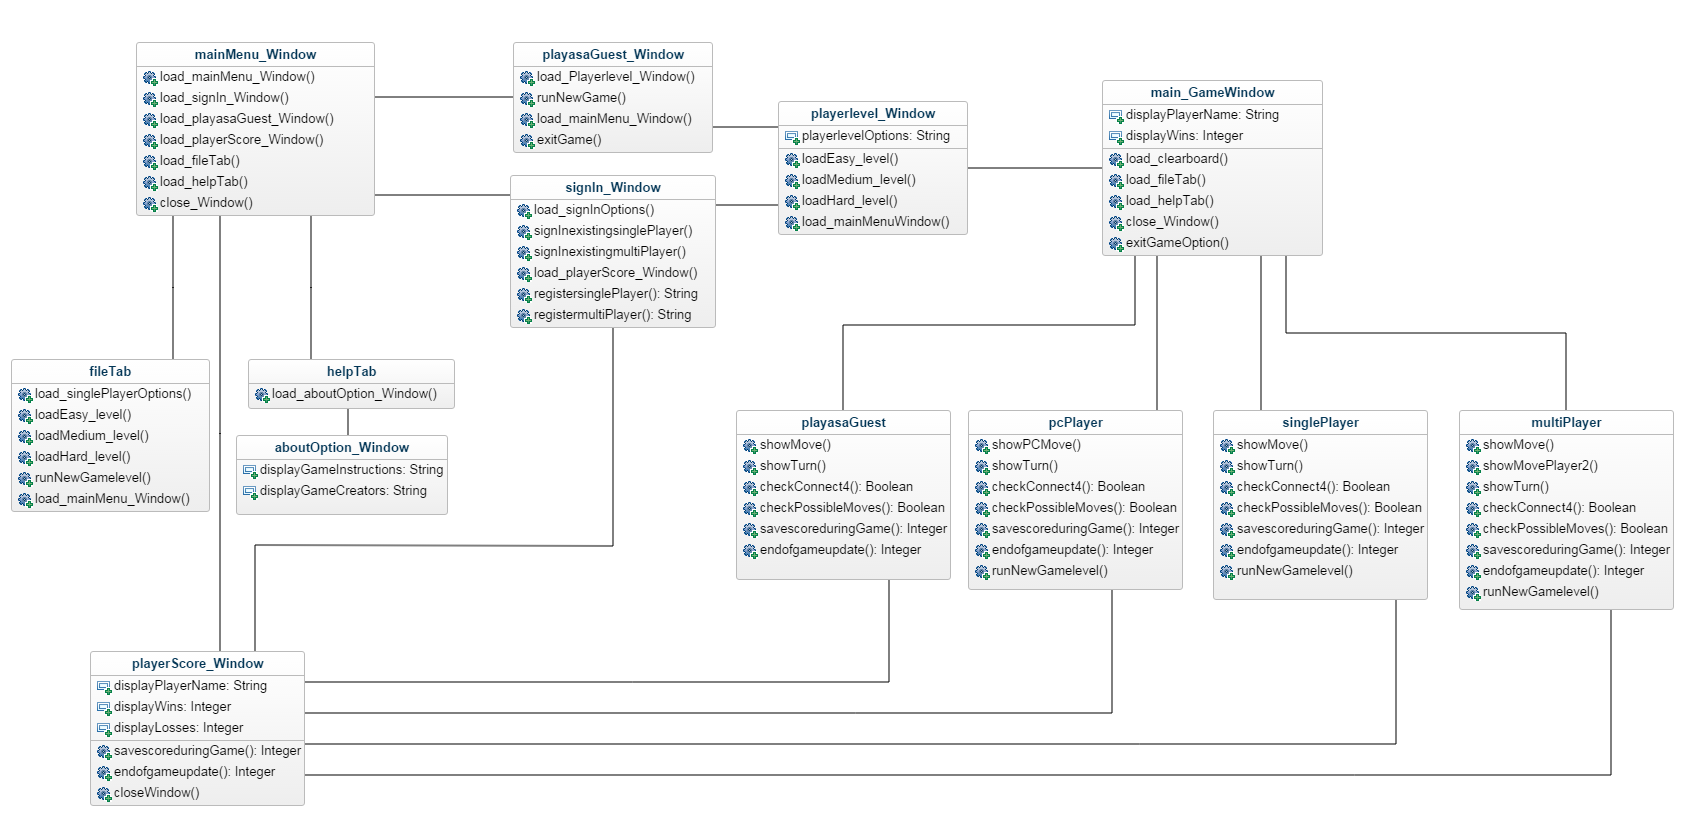 mainMenu_Window
load_mainMenu_Window()
load_signIn_Window()
load_playasaGuest_Window()
load_playerScore_Window()
load_fileTab()
load_helpTab()
close_Window()
playasaGuest_Window
load_Playerlevel_Window()
runNewGame()
load_mainMenu_Window()
exitGame()
signIn_Window
load_signInOptions()
signInexistingsinglePlayer()
signInexistingmultiPlayer()
load_playerScore_Window()
registersinglePlayer(): String
registermultiPlayer(): String
playerlevel_Window
playerlevelOptions: String
loadEasy_level()
loadMedium_level()
loadHard_level()
load_mainMenuWindow()
main_GameWindow
displayPlayerName: String
displayWins: Integer
load_clearboard()
load_fileTab()
load_helpTab()
close_Window()
exitGameOption()
fileTab
load_singlePlayerOptions()
loadEasy_level()
loadMedium_level()
loadHard_level()
runNewGamelevel()
load_mainMenu_Window()
helpTab
load_aboutOption_Window()
aboutOption_Window
displayGameInstructions: String
displayGameCreators: String
playasaGuest
showMove()
showTurn()
checkConnect4(): Boolean
checkPossibleMoves(): Boolean
savescoreduringGame(): Integer
endofgameupdate(): Integer
pcPlayer
showPCMove()
showTurn()
checkConnect4(): Boolean
checkPossibleMoves(): Boolean
savescoreduringGame(): Integer
endofgameupdate(): Integer
runNewGamelevel()
singlePlayer
showMove()
showTurn()
checkConnect4(): Boolean
checkPossibleMoves(): Boolean
savescoreduringGame(): Integer
endofgameupdate(): Integer
runNewGamelevel()
multiPlayer
showMove()
showMovePlayer2()
showTurn()
checkConnect4(): Boolean
checkPossibleMoves(): Boolean
savescoreduringGame(): Integer
endofgameupdate(): Integer
runNewGamelevel()
playerScore_Window
displayPlayerName: String
displayWins: Integer
displayLosses: Integer
savescoreduringGame(): Integer
endofgameupdate(): Integer
closeWindow()